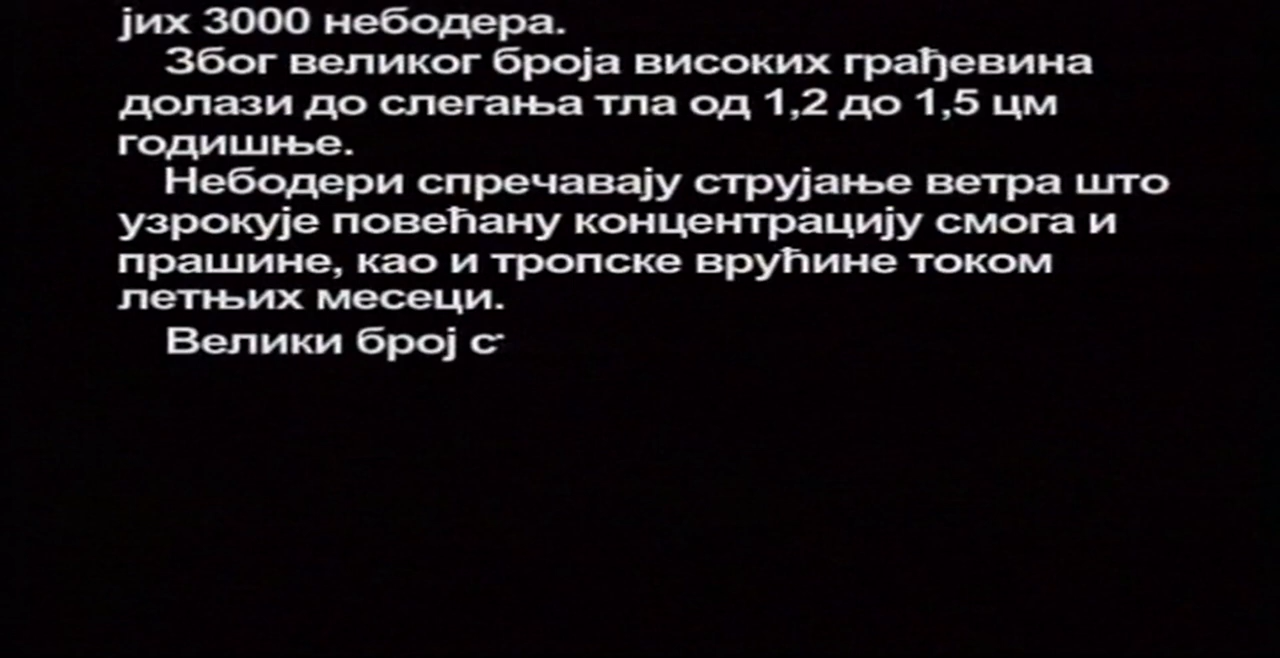 јих 3000 небодера.
Због великог броја високих грађевина
долази до слегања тла од 1,2 до 1,5 цм
годишње.
Небодери спречавају струјање ветра што
узрокује повећану концентрацију смога и
прашине, као и тропске врућине током
летњих месеци.
Велики број